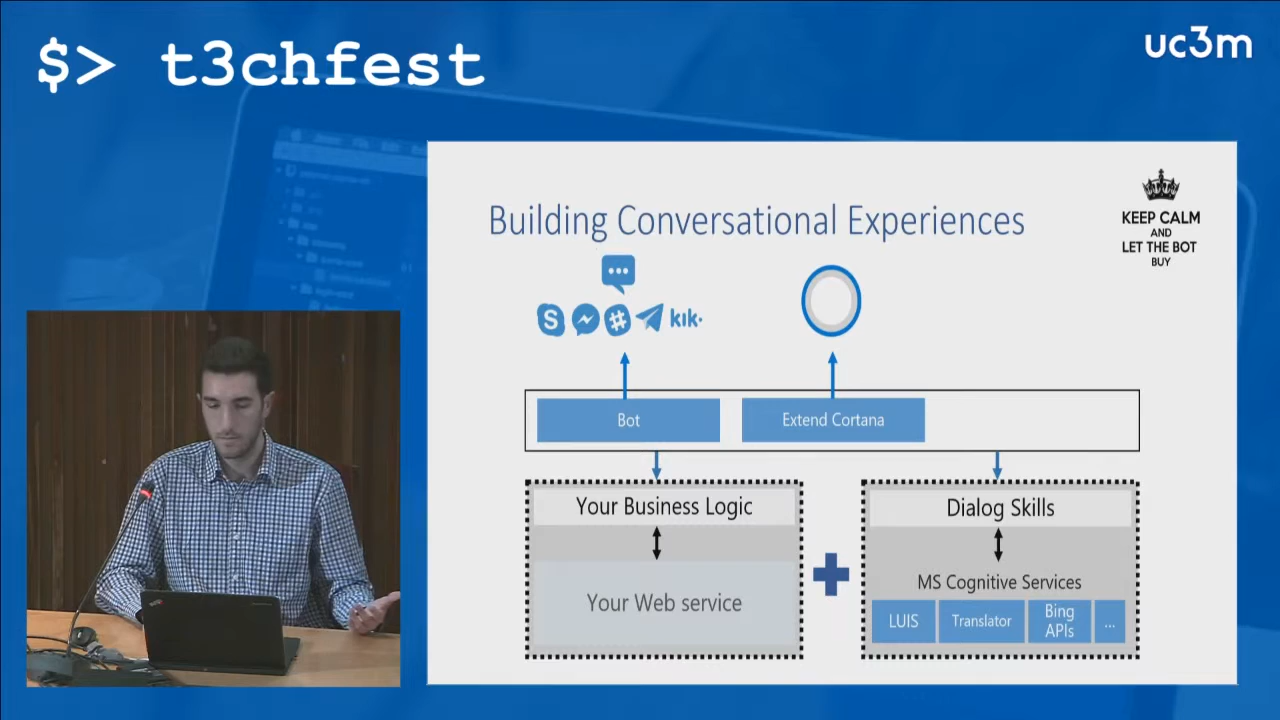 $> t3chfest
uc3m
Building Conversational Experiences
KEEP CALM
AND
LET THE BOT
BUY
S
#
kik·
Bot
Extend Cortana
Your Business Logic
Your Web service
Dialog Skills
MS Cognitive Services
LUIS
Translator
Bing
APIs
...